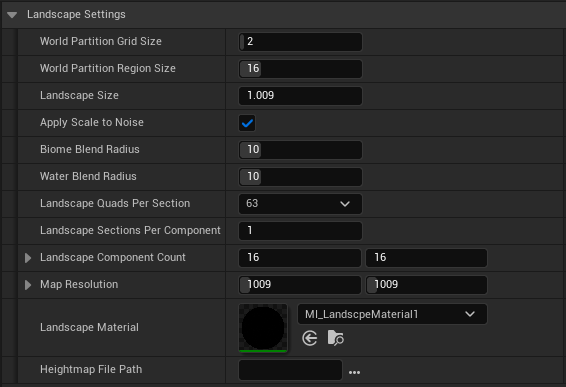 Landscape Settings
World Partition Grid Size 2
World Partition Region Size 16
Landscape Size 1.009
Apply Scale to Noise
Biome Blend Radius 10
Water Blend Radius 10
Landscape Quads Per Section 63
Landscape Sections Per Component 1
Landscape Component Count 16 16
Map Resolution 1009 1009
MI_LandscpeMaterial1
Landscape Material
Heightmap File Path ...